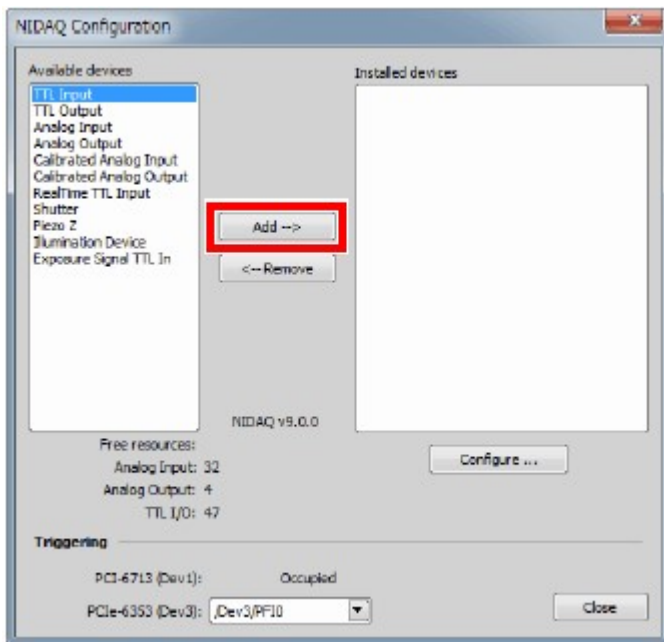 NIDAQ Configuration
Available devices
Installed devices
TTL Input
TTL Output
Analog Input
Analog Output
Calibrated Analog Input
Calibrated Analog Output
RealTime TTL Input
Shutter
Piezo Z
Illumination Device
Exposure Signal TTL In
Add -->
<-- Remove
NIDAQ v9.0.0
Free resources:
Analog Input: 32
Analog Output: 4
TTL I/O: 47
Configure ...
Triggering
PCI-6713 (Dev1): Occupied
PCIe-6353 (Dev3): /Dev3/PFI0
Close